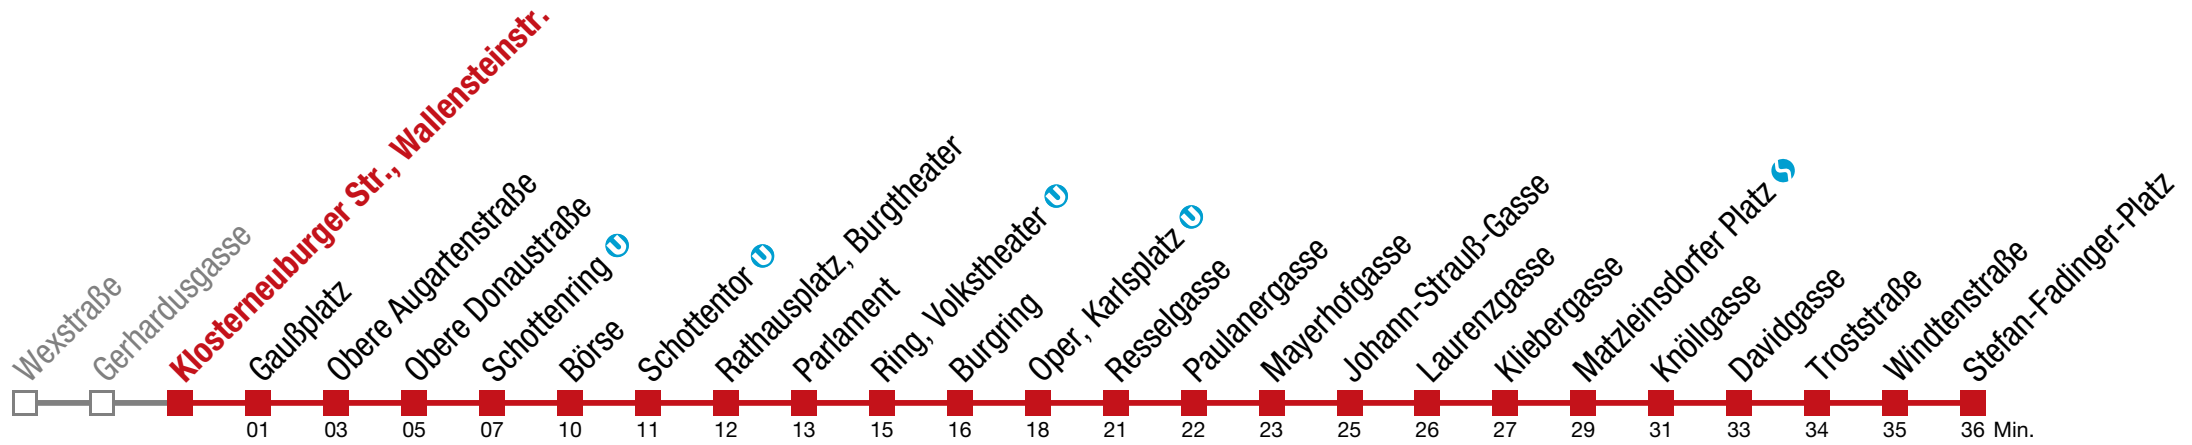 Wexstraße
Gerhardusgasse
Klosterneuburger Str., Wallensteinstr.
Gaußplatz
Obere Augartenstraße
Obere Donaustraße
Schottenring U
Börse
Schottentor U
Rathausplatz, Burgtheater
Parlament
Ring, Volkstheater U
Burgring
Oper, Karlsplatz U
Resselgasse
Paulanergasse
Mayerhofgasse
Johann-Strauß-Gasse
Laurenzgasse
Kliebergasse
Matzleinsdorfer Platz S
Knöllgasse
Davidgasse
Troststraße
Windtenstraße
Stefan-Fadinger-Platz
01 03 05 07 10 11 12 13 15 16 18 21 22 23 25 26 27 29 31 33 34 35 36 Min.